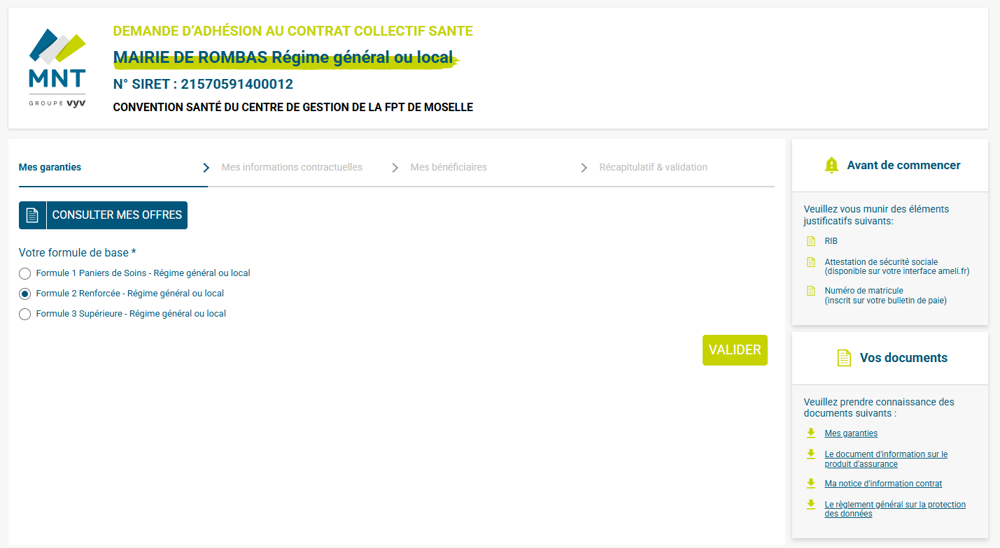 MNT
GROUPE vyv
DEMANDE D’ADHÉSION AU CONTRAT COLLECTIF SANTE
MAIRIE DE ROMBAS Régime général ou local
N° SIRET : 21570591400012
CONVENTION SANTÉ DU CENTRE DE GESTION DE LA FPT DE MOSELLE
Mes garanties
Mes informations contractuelles
Mes bénéficiaires
Récapitulatif & validation
CONSULTER MES OFFRES
Votre formule de base *
Formule 1 Paniers de Soins - Régime général ou local
Formule 2 Renforcée - Régime général ou local
Formule 3 Supérieure - Régime général ou local
VALIDER
Avant de commencer
Veuillez vous munir des éléments
justificatifs suivants:
RIB
Attestation de sécurité sociale
(disponible sur votre interface ameli.fr)
Numéro de matricule
(inscrit sur votre bulletin de paie)
Vos documents
Veuillez prendre connaissance des
documents suivants :
Mes garanties
Le document d'information sur le
produit d'assurance
Ma notice d'information contrat
Le règlement général sur la protection
des données